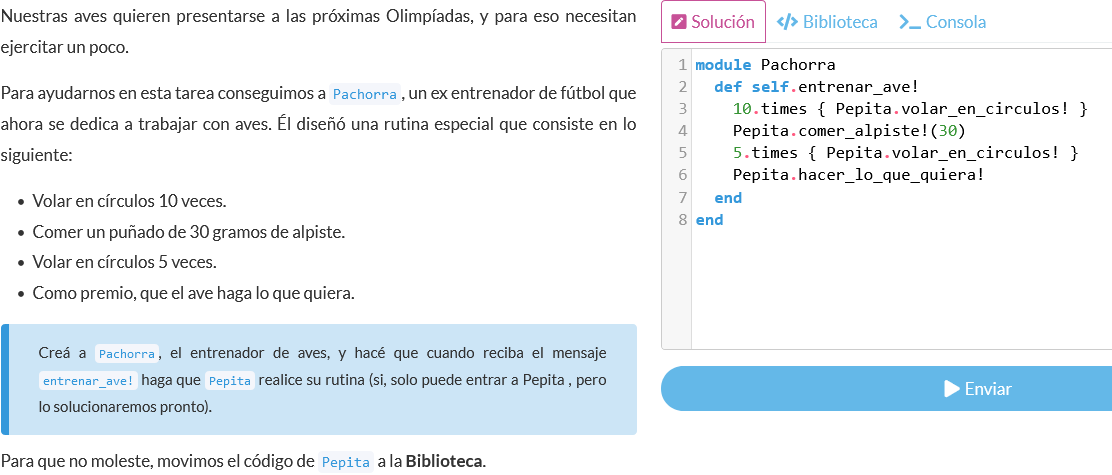 Nuestras aves quieren presentarse a las próximas Olimpíadas, y para eso necesitan
ejercitar un poco.
Para ayudarnos en esta tarea conseguimos a Pachorra , un ex entrenador de fútbol que
ahora se dedica a trabajar con aves. Él diseñó una rutina especial que consiste en lo
siguiente:
• Volar en círculos 10 veces.
• Comer un puñado de 30 gramos de alpiste.
• Volar en círculos 5 veces.
• Como premio, que el ave haga lo que quiera.
Creá a Pachorra, el entrenador de aves, y hacé que cuando reciba el mensaje
entrenar_ave! haga que Pepita realice su rutina (si, solo puede entrar a Pepita , pero
lo solucionaremos pronto).
Para que no moleste, movimos el código de Pepita a la Biblioteca.
Solución
</> Biblioteca
>_ Consola
1 module Pachorra
2   def self.entrenar_ave!
3     10.times { Pepita.volar_en_circulos! }
4     Pepita.comer_alpiste!(30)
5     5.times { Pepita.volar_en_circulos! }
6     Pepita.hacer_lo_que_quiera!
7   end
8 end
Enviar